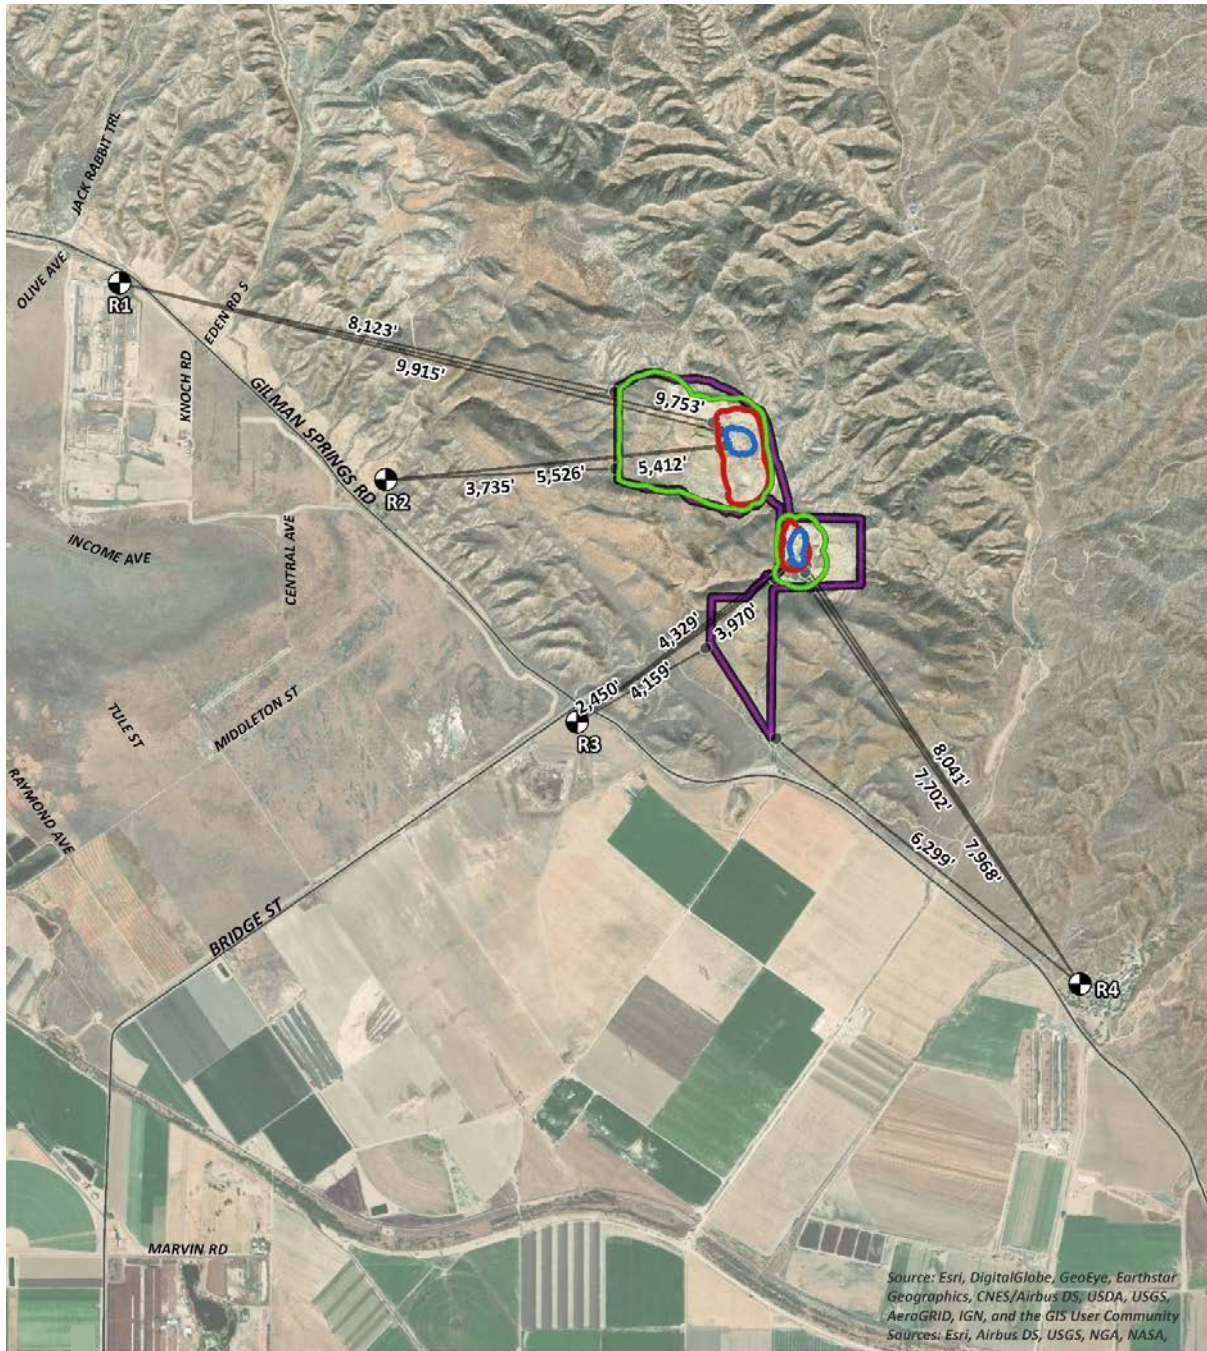 JACK RABBIT TRL
OLIVE AVE
R1
EDEN RD S
8,123'
9,915'
KNOCH RD
GILMAN SPRINGS RD
9,753'
R2
3,735'
5,526'
5,412'
INCOME AVE
CENTRAL AVE
4,329'
3,970'
2,450'
4,159'
TULE ST
MIDDLETON ST
R3
RAYMOND AVE
8,041'
7,702'
6,299'
7,968'
BRIDGE ST
R4
MARVIN RD
Source: Esri, DigitalGlobe, GeoEye, Earthstar
Geographics, CNES/Airbus DS, USDA, USGS,
AeroGRID, IGN, and the GIS User Community
Sources: Esri, Airbus DS, USGS, NGA, NASA,